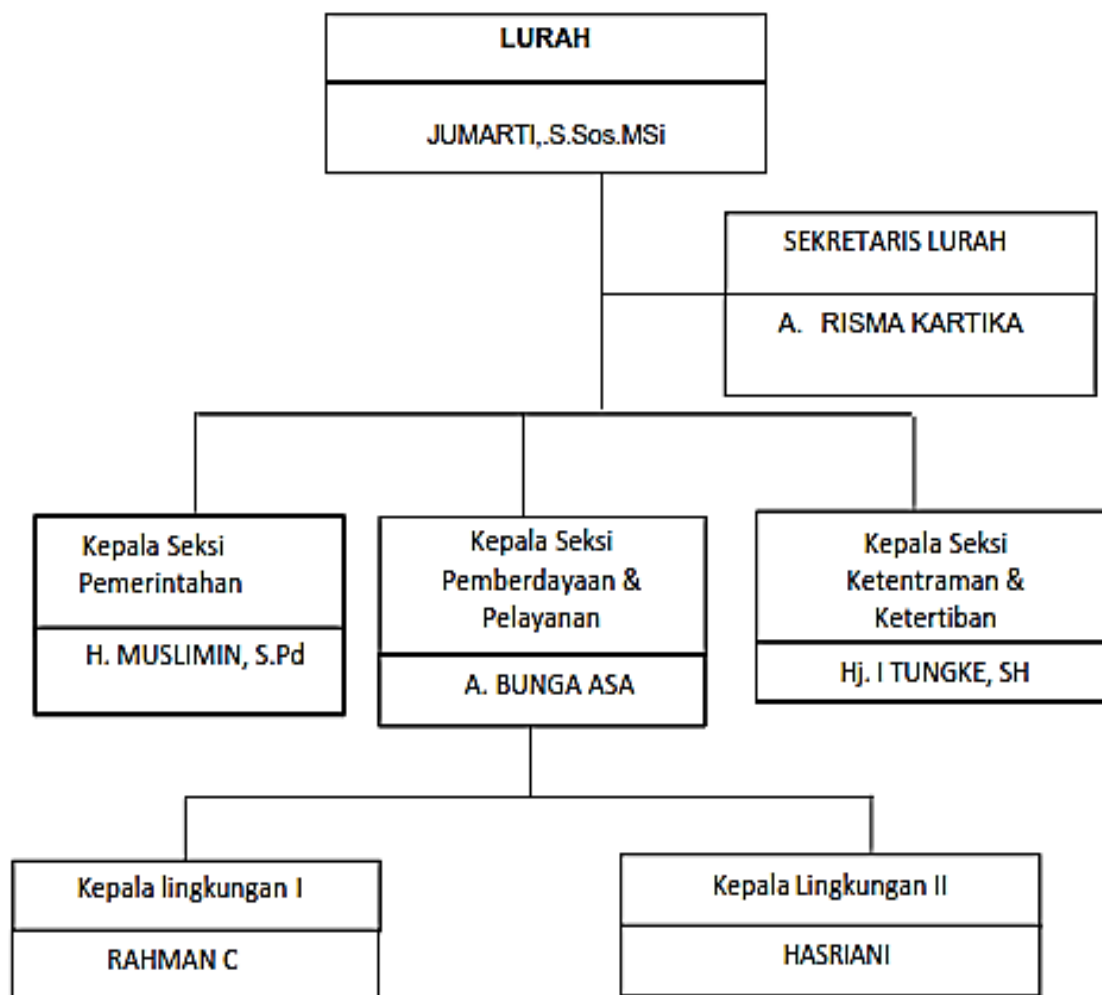 LURAH
JUMARTI,.S.Sos.MSi
SEKRETARIS LURAH
A. RISMA KARTIKA
Kepala Seksi
Pemerintahan
H. MUSLIMIN, S.Pd
Kepala Seksi
Pemberdayaan &
Pelayanan
A. BUNGA ASA
Kepala Seksi
Ketentraman &
Ketertiban
Hj. I TUNGKE, SH
Kepala lingkungan I
RAHMAN C
Kepala Lingkungan II
HASRIANI